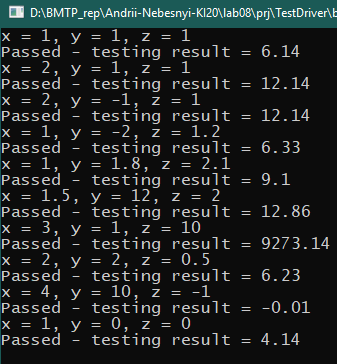 D:\BMTP_rep\Andrii-Nebesnyi-KI20\lab08\prj\TestDriver\b
x = 1, y = 1, z = 1
Passed - testing result = 6.14
x = 2, y = 1, z = 1
Passed - testing result = 12.14
x = 2, y = -1, z = 1
Passed - testing result = 12.14
x = 1, y = -2, z = 1.2
Passed - testing result = 6.33
x = 1, y = 1.8, z = 2.1
Passed - testing result = 9.1
x = 1.5, y = 12, z = 2
Passed - testing result = 12.86
x = 3, y = 1, z = 10
Passed - testing result = 9273.14
x = 2, y = 2, z = 0.5
Passed - testing result = 6.23
x = 4, y = 10, z = -1
Passed - testing result = -0.01
x = 1, y = 0, z = 0
Passed - testing result = 4.14